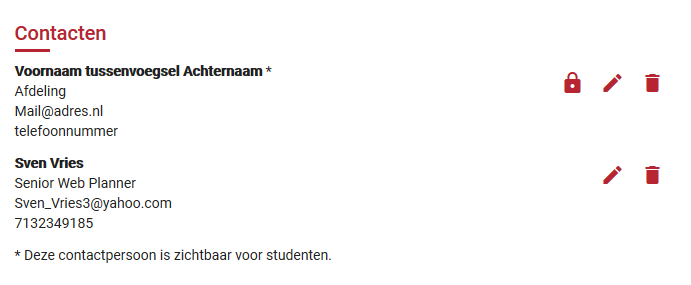 Contacten
Voornaam tussenvoegsel Achternaam *
Afdeling
Mail@adres.nl
telefoonnummer
Sven Vries
Senior Web Planner
Sven_Vries3@yahoo.com
7132349185
* Deze contactpersoon is zichtbaar voor studenten.